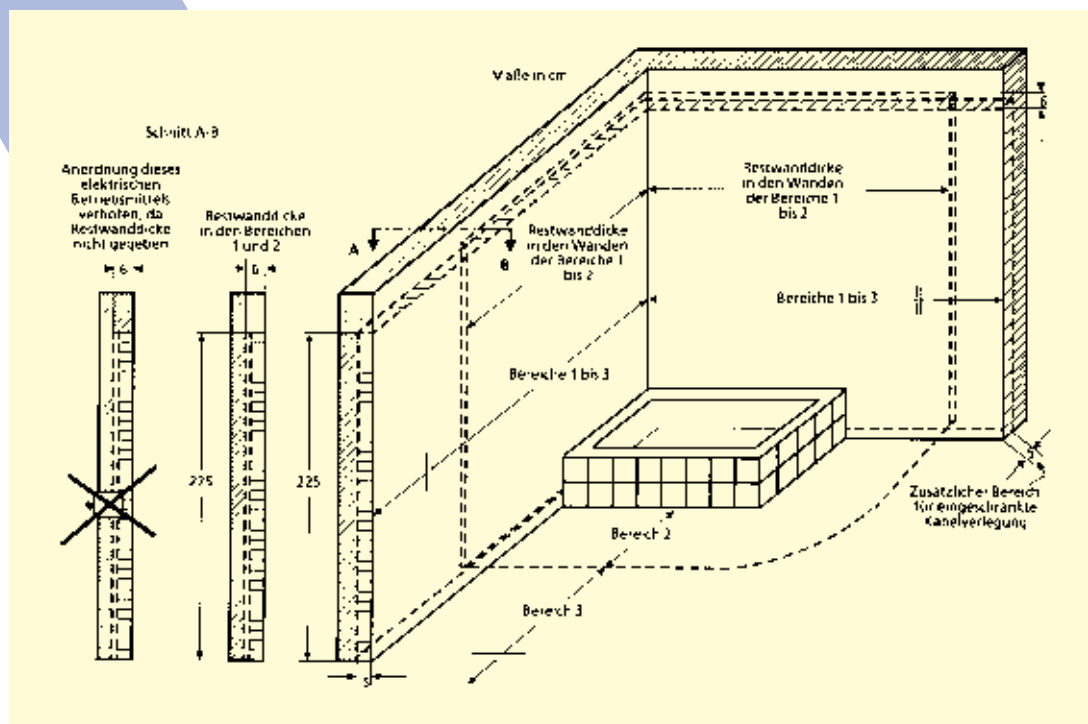 Maße in cm
Schnitt A-B
Anordnung dieses
elektrischen
Betriebsmittels
verboten, da
Restwanddicke
nicht gegeben
6
Restwanddicke
in den Bereichen
1 und 2
6
A
B
Restwanddicke
in den Wänden
der Bereiche 1
bis 2
Restwanddicke
in den Wänden
der Bereiche 1
bis 2
Bereiche 1 bis 3
Bereiche 1 bis 3
225
225
Bereich 2
Bereich 3
Zusätzlicher Bereich
für eingeschränkte
Kabelverlegung